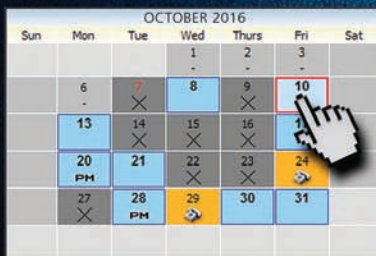 OCTOBER 2016
Sun Mon Tue Wed Thurs Fri Sat
1 2 3
- - -
6 7 8 9 10
-
13 14 15 16
20 21 22 23 24
PM
27 28 29 30 31
PM